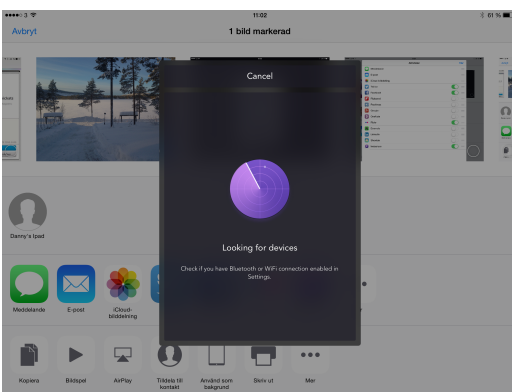 3
11:02
61 %
Avbryt
1 bild markerad
Cancel
Danny's Ipad
Looking for devices
Check if you have Bluetooth or WiFi connection enabled in
Settings.
Meddelande
E-post
iCloud-
bilddelning
Kopiera
Bildspel
AirPlay
Tilldela till
kontakt
Använd som
bakgrund
Skriv ut
Mer